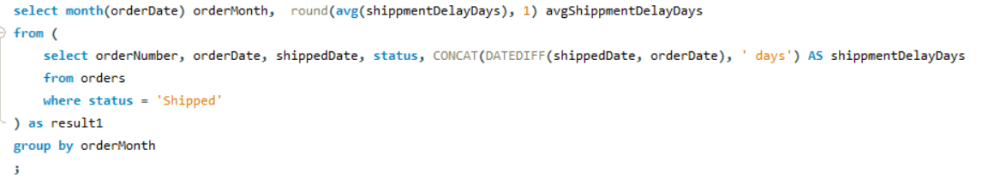 select month(orderDate) orderMonth,  round(avg(shippmentDelayDays), 1) avgShippmentDelayDays
from (
    select orderNumber, orderDate, shippedDate, status, CONCAT(DATEDIFF(shippedDate, orderDate), ' days') AS shippmentDelayDays
    from orders
    where status = 'Shipped'
) as result1
group by orderMonth
;